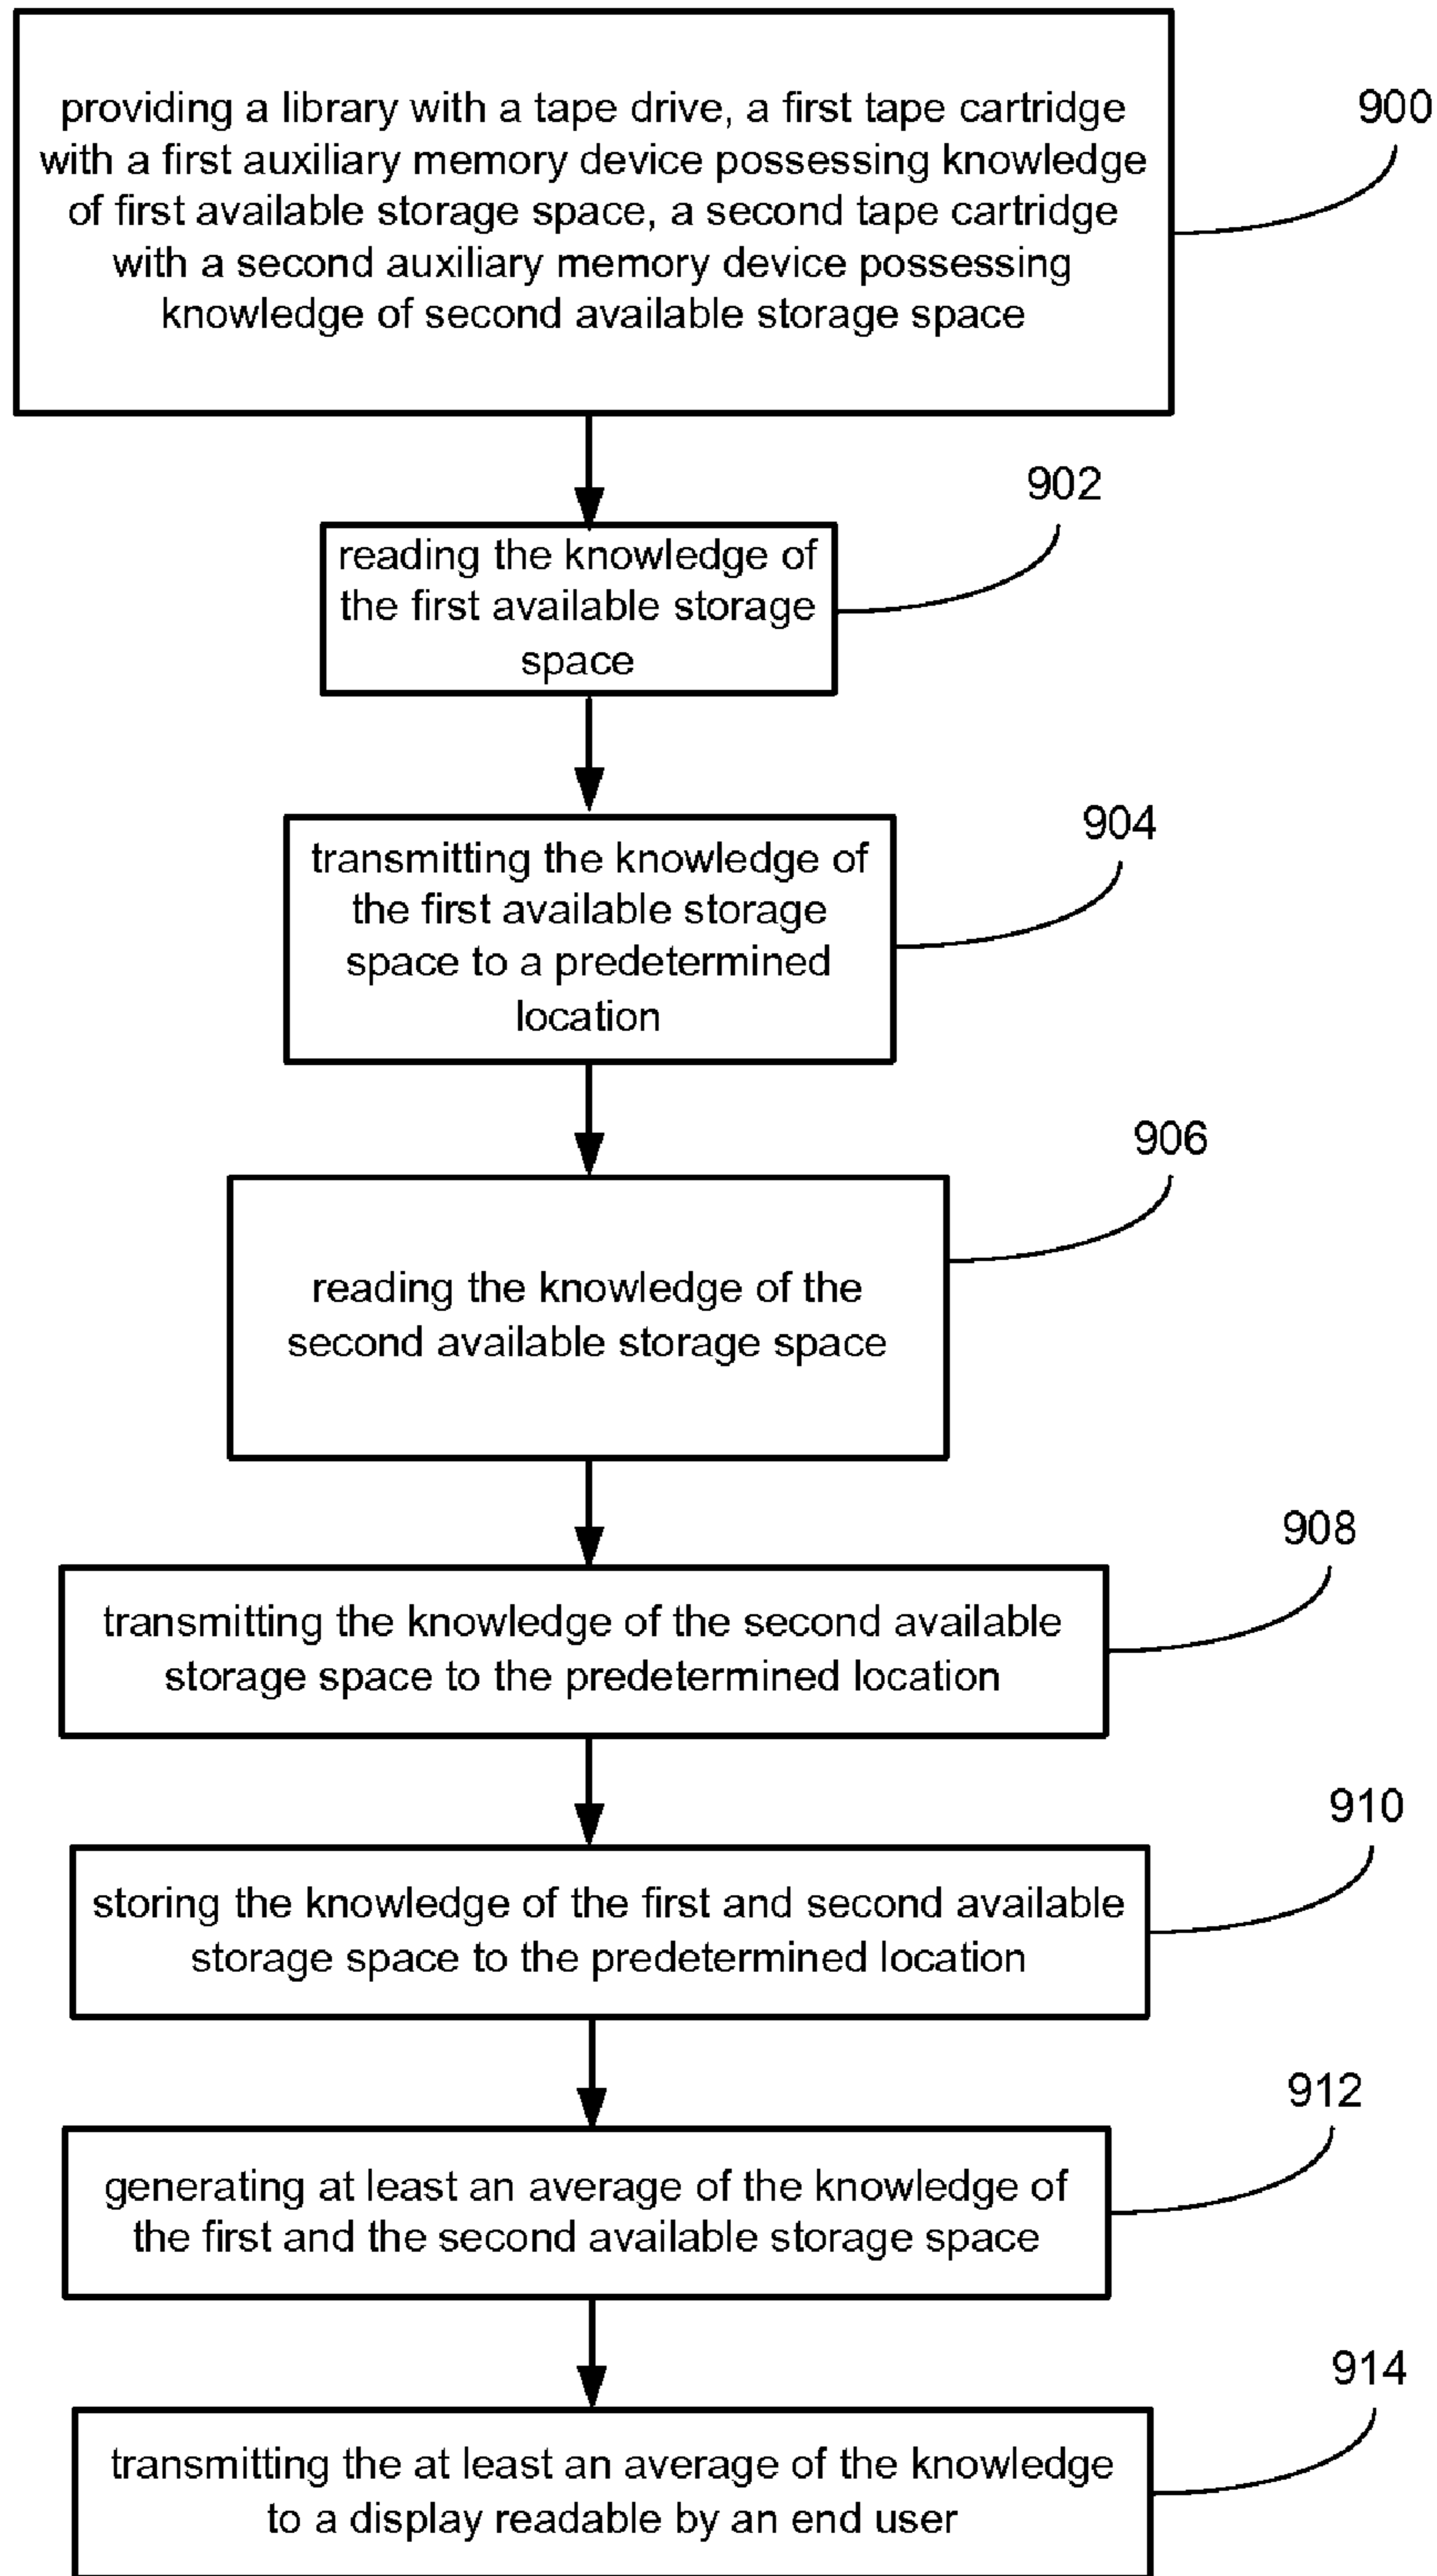 providing a library with a tape drive, a first tape cartridge
with a first auxiliary memory device possessing knowledge
of first available storage space, a second tape cartridge
with a second auxiliary memory device possessing
knowledge of second available storage space
900
902
reading the knowledge of
the first available storage
space
904
transmitting the knowledge of
the first available storage
space to a predetermined
location
906
reading the knowledge of the
second available storage space
908
transmitting the knowledge of the second available
storage space to the predetermined location
910
storing the knowledge of the first and second available
storage space to the predetermined location
912
generating at least an average of the knowledge of
the first and the second available storage space
914
transmitting the at least an average of the knowledge
to a display readable by an end user